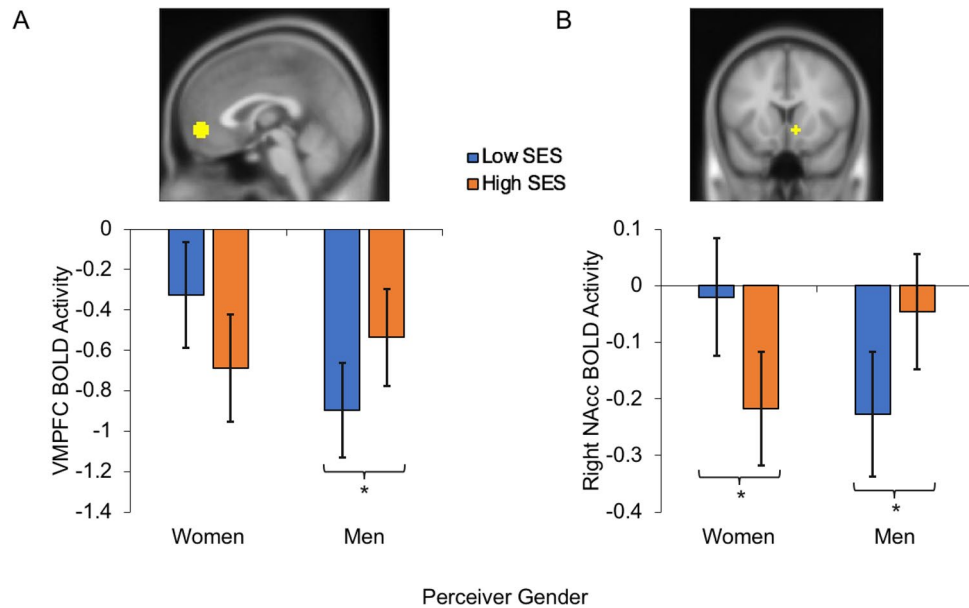 A
B
Low SES
High SES
VMPFC BOLD Activity
0
-0.2
-0.4
-0.6
-0.8
-1
-1.2
-1.4
*
Women
Men
Right NAcc BOLD Activity
0.1
0
-0.1
-0.2
-0.3
-0.4
*
*
Women
Men
Perceiver Gender